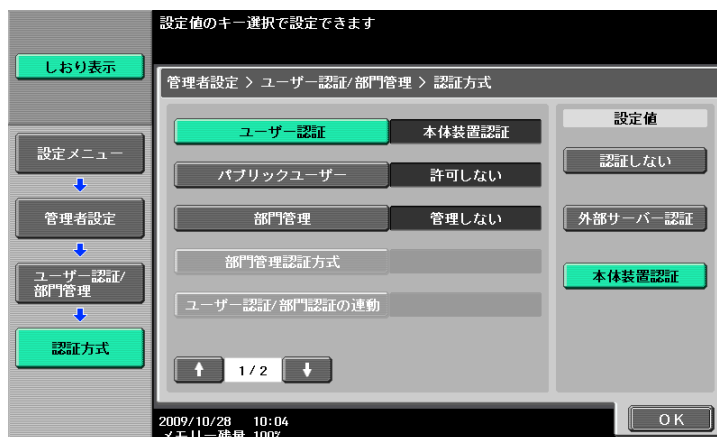 設定値のキー選択で設定できます
しおり表示
管理者設定 > ユーザー認証/部門管理 > 認証方式
設定メニュー
管理者設定
ユーザー認証/
部門管理
認証方式
ユーザー認証
本体装置認証
パブリックユーザー
許可しない
部門管理
管理しない
部門管理認証方式
ユーザー認証/部門認証の連動
1/2
設定値
認証しない
外部サーバー認証
本体装置認証
2009/10/28 10:04
メモリー残量 100%
OK